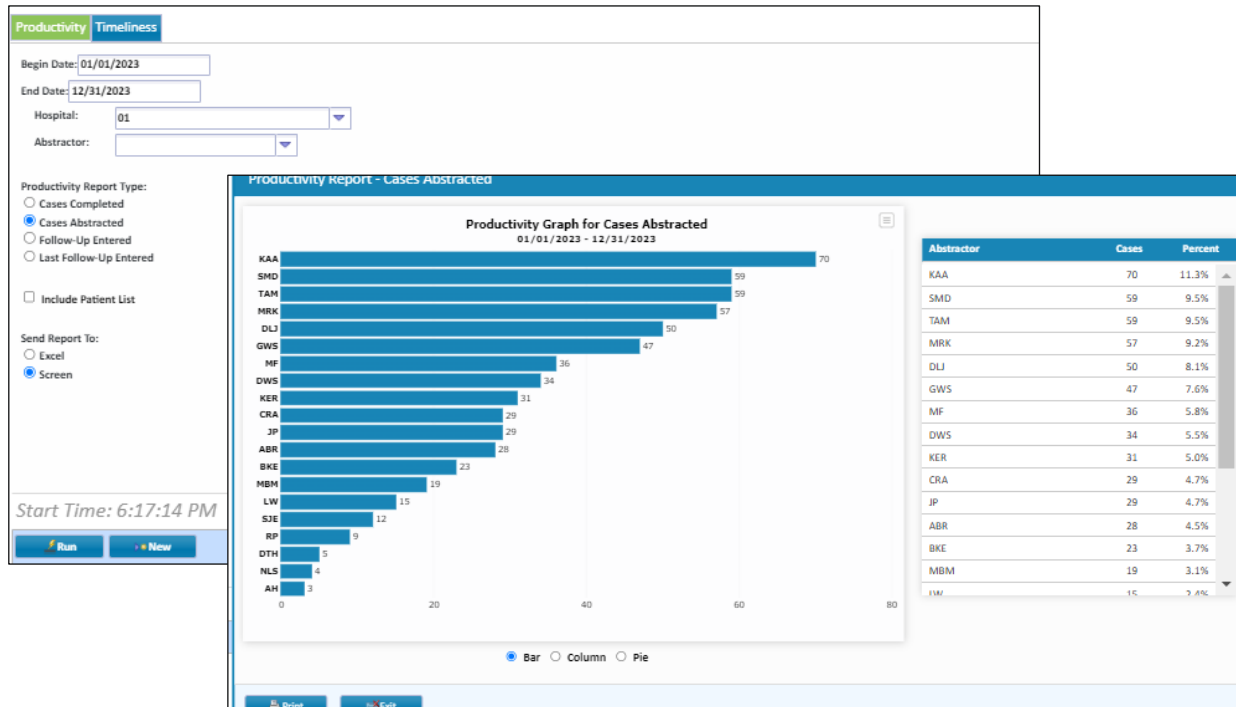 Productivity Timeliness
Begin Date: 01/01/2023
End Date: 12/31/2023
Hospital: 01
Abstractor:
Productivity Report Type:
Cases Completed
Cases Abstracted
Follow-Up Entered
Last Follow-Up Entered
Include Patient List
Send Report To:
Excel
Screen
Start Time: 6:17:14 PM
Run New
Productivity Report - Cases Abstracted
Productivity Graph for Cases Abstracted
01/01/2023 - 12/31/2023
KAA 70
SMD 59
TAM 59
MRK 57
DLJ 50
GWS 47
MF 36
DWS 34
KER 31
CRA 29
JP 29
ABR 28
BKE 23
MBM 19
LW 15
SJE 12
RP 9
DTH 5
NLS 4
AH 3
0 20 40 60 80
Bar Column Pie
Abstractor Cases Percent
KAA 70 11.3%
SMD 59 9.5%
TAM 59 9.5%
MRK 57 9.2%
DLJ 50 8.1%
GWS 47 7.6%
MF 36 5.8%
DWS 34 5.5%
KER 31 5.0%
CRA 29 4.7%
JP 29 4.7%
ABR 28 4.5%
BKE 23 3.7%
MBM 19 3.1%
LW 15 2.4%
Print Exit